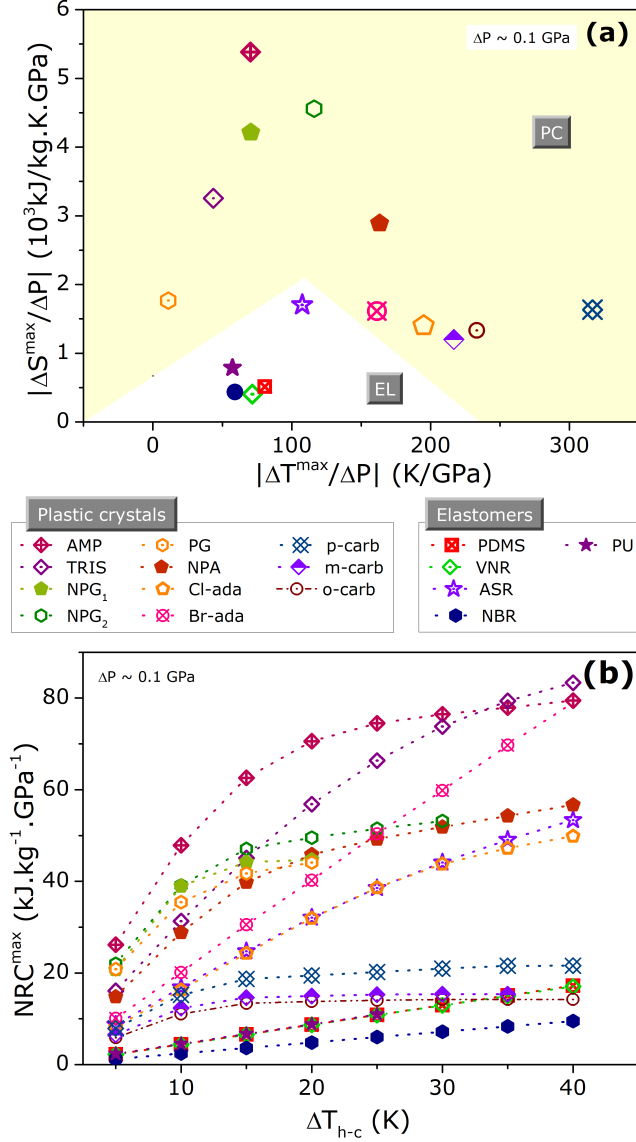 6
5
4
3
2
1
0
|ΔS^max/ΔP| (10³kJ/kg.K.GPa)
ΔP ~ 0.1 GPa
(a)
PC
EL
0 100 200 300
|ΔT^max/ΔP| (K/GPa)
Plastic crystals
AMP PG p-carb
TRIS NPA m-carb
NPG₁ Cl-ada o-carb
NPG₂ Br-ada
Elastomers
PDMS PU
VNR
ASR
NBR
ΔP ~ 0.1 GPa
(b)
80
60
40
20
0
NRC^max (kJ.kg⁻¹.GPa⁻¹)
10 20 30 40
ΔT_h-c (K)